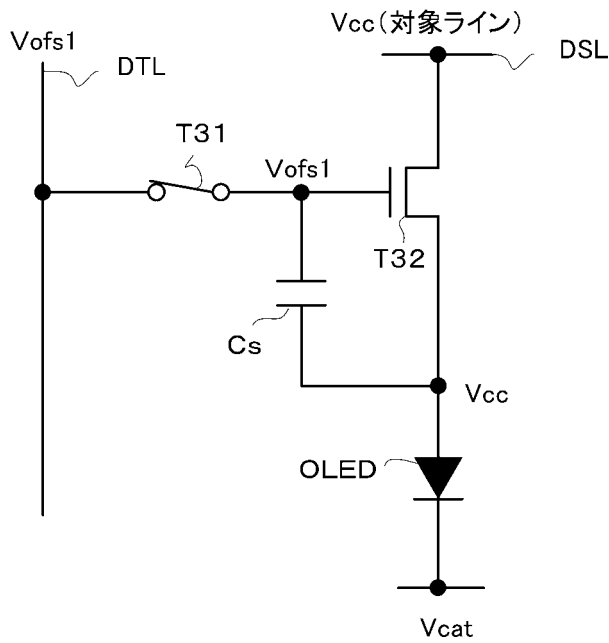 Vcc(対象ライン)
Vofs1
DTL
DSL
T31
Vofs1
T32
Cs
Vcc
OLED
Vcat